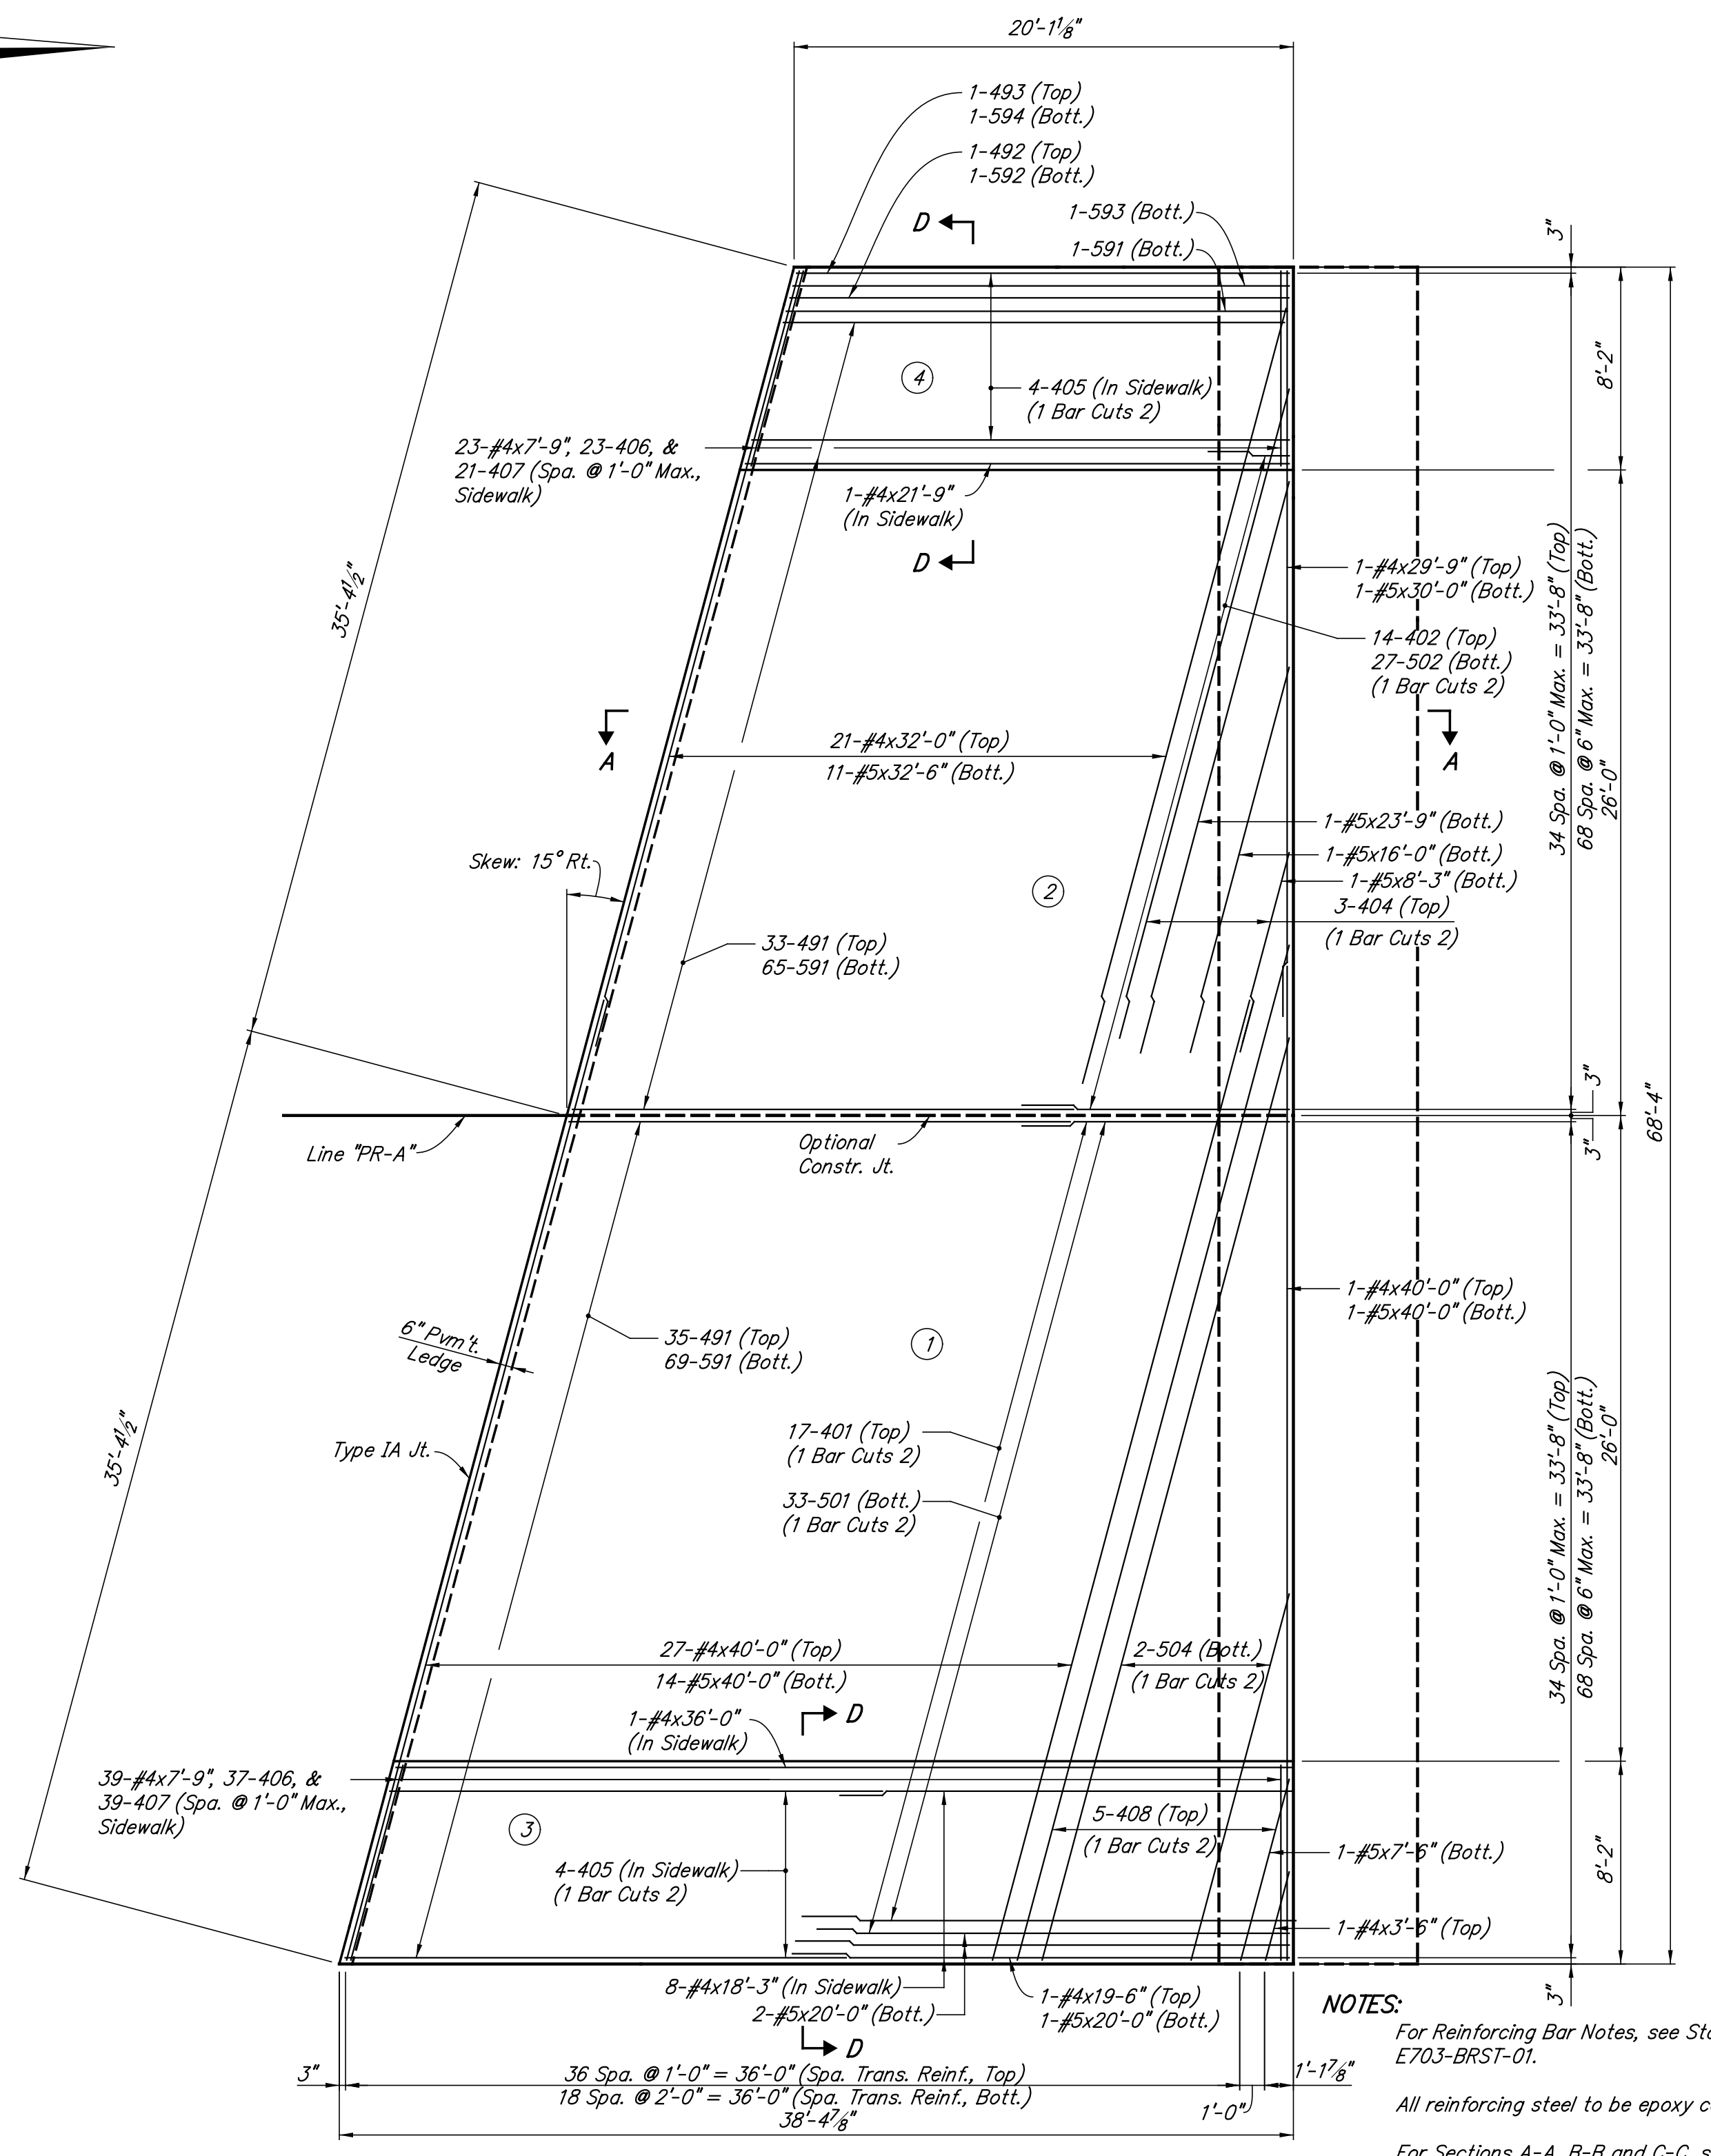 20'-1⅛"
1-493 (Top)
1-594 (Bott.)
1-492 (Top)
1-592 (Bott.)
1-593 (Bott.)
1-591 (Bott.)
D
3"
8'-2"
4
4-405 (In Sidewalk)
(1 Bar Cuts 2)
23-#4x7'-9", 23-406, &
21-407 (Spa. @ 1'-0" Max.,
Sidewalk)
1-#4x21'-9"
(In Sidewalk)
D
35'-4½"
1-#4x29'-9" (Top)
1-#5x30'-0" (Bott.)
14-402 (Top)
27-502 (Bott.)
(1 Bar Cuts 2)
34 Spa. @ 1'-0" Max. = 33'-8" (Top)
68 Spa. @ 6" Max. = 33'-8" (Bott.)
26'-0"
A
A
21-#4x32'-0" (Top)
11-#5x32'-6" (Bott.)
1-#5x23'-9" (Bott.)
1-#5x16'-0" (Bott.)
1-#5x8'-3" (Bott.)
3-404 (Top)
(1 Bar Cuts 2)
Skew: 15° Rt.
2
33-491 (Top)
65-591 (Bott.)
3"
3"
68'-4"
Line "PR-A"
Optional
Constr. Jt.
1-#4x40'-0" (Top)
1-#5x40'-0" (Bott.)
6" Pvm't.
Ledge
35-491 (Top)
69-591 (Bott.)
1
35'-4½"
Type IA Jt.
17-401 (Top)
(1 Bar Cuts 2)
33-501 (Bott.)
(1 Bar Cuts 2)
34 Spa. @ 1'-0" Max. = 33'-8" (Top)
68 Spa. @ 6" Max. = 33'-8" (Bott.)
26'-0"
27-#4x40'-0" (Top)
14-#5x40'-0" (Bott.)
2-504 (Bott.)
(1 Bar Cuts 2)
1-#4x36'-0"
(In Sidewalk)
D
39-#4x7'-9", 37-406, &
39-407 (Spa. @ 1'-0" Max.,
Sidewalk)
3
5-408 (Top)
(1 Bar Cuts 2)
1-#5x7'-6" (Bott.)
8'-2"
4-405 (In Sidewalk)
(1 Bar Cuts 2)
1-#4x3'-6" (Top)
8-#4x18'-3" (In Sidewalk)
2-#5x20'-0" (Bott.)
1-#4x19-6" (Top)
1-#5x20'-0" (Bott.)
3"
D
3"
36 Spa. @ 1'-0" = 36'-0" (Spa. Trans. Reinf., Top)
18 Spa. @ 2'-0" = 36'-0" (Spa. Trans. Reinf., Bott.)
1'-0"
1'-1⅞"
38'-4⅞"
NOTES:
For Reinforcing Bar Notes, see Sta
E703-BRST-01.
All reinforcing steel to be epoxy c
For Sections A-A, B-B and C-C, s